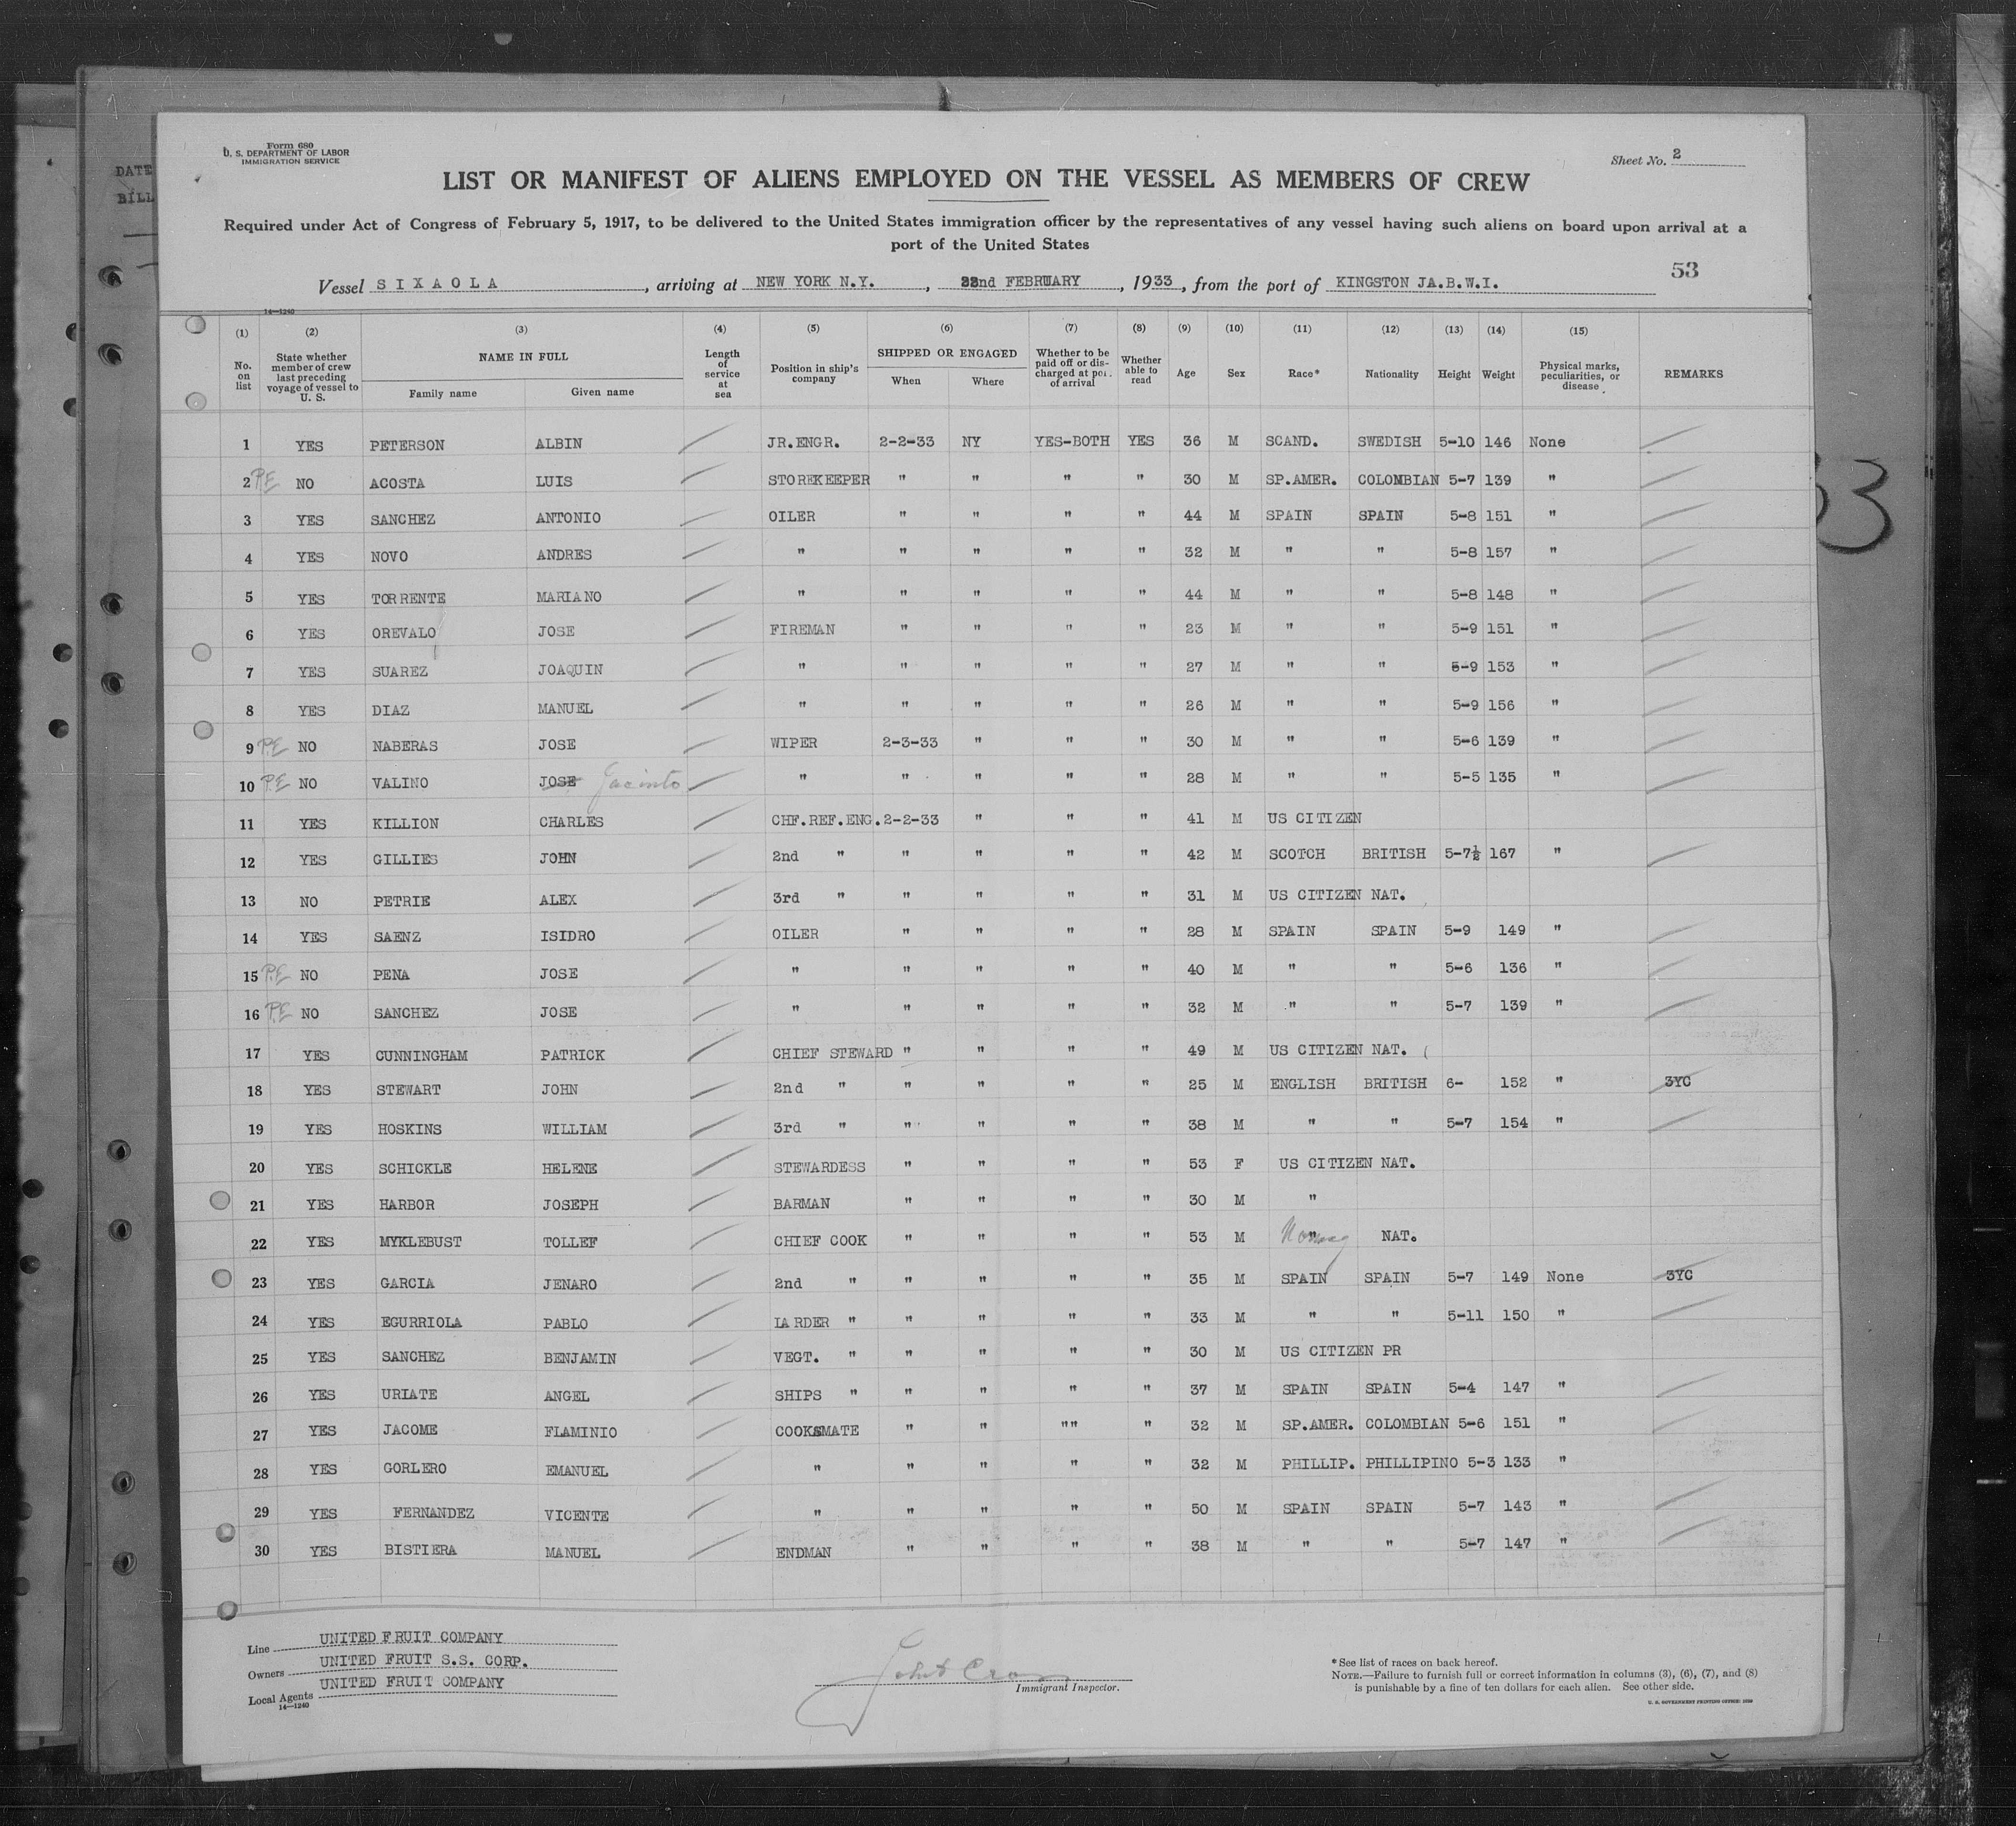 Form 680
U. S. DEPARTMENT OF LABOR
IMMIGRATION SERVICE
Sheet No. 2
LIST OR MANIFEST OF ALIENS EMPLOYED ON THE VESSEL AS MEMBERS OF CREW
Required under Act of Congress of February 5, 1917, to be delivered to the United States immigration officer by the representatives of any vessel having such aliens on board upon arrival at a
port of the United States
53
Vessel SIXAOLA, arriving at NEW YORK N.Y., 22nd FEBRUARY, 1933, from the port of KINGSTON JA.B.W.I.
14—1240
(1) (2) (3) (4) (5) (6) (7) (8) (9) (10) (11) (12) (13) (14) (15)
No. on list | State whether member of crew last preceding voyage of vessel to U. S. | NAME IN FULL Family name Given name | Length of service at sea | Position in ship's company | SHIPPED OR ENGAGED When Where | Whether to be paid off or discharged at port of arrival | Whether able to read | Age | Sex | Race* | Nationality | Height | Weight | Physical marks, peculiarities, or disease | REMARKS
1 YES PETERSON ALBIN JR.ENGR. 2-2-33 NY YES-BOTH YES 36 M SCAND. SWEDISH 5-10 146 None
2 P.E NO ACOSTA LUIS STOREKEEPER " " " " 30 M SP.AMER. COLOMBIAN 5-7 139 "
3 YES SANCHEZ ANTONIO OILER " " " " 44 M SPAIN SPAIN 5-8 151 "
4 YES NOVO ANDRES " " " " " 32 M " " 5-8 157 "
5 YES TORRENTE MARIANO " " " " " 44 M " " 5-8 148 "
6 YES OREVALO JOSE FIREMAN " " " " 23 M " " 5-9 151 "
7 YES SUAREZ JOAQUIN " " " " " 27 M " " 5-9 153 "
8 YES DIAZ MANUEL " " " " " 26 M " " 5-9 156 "
9 P.E NO NABERAS JOSE WIPER 2-3-33 " " " 30 M " " 5-6 139 "
10 P.E NO VALINO JOSE Jacinto " " " " " 28 M " " 5-5 135 "
11 YES KILLION CHARLES CHF.REF.ENG. 2-2-33 " " " 41 M US CITIZEN
12 YES GILLIES JOHN 2nd " " " " " 42 M SCOTCH BRITISH 5-7½ 167 "
13 NO PETRIE ALEX 3rd " " " " " 31 M US CITIZEN NAT.
14 YES SAENZ ISIDRO OILER " " " " 28 M SPAIN SPAIN 5-9 149 "
15 P.E NO PENA JOSE " " " " " 40 M " " 5-6 136 "
16 P.E NO SANCHEZ JOSE " " " " " 32 M " " 5-7 139 "
17 YES CUNNINGHAM PATRICK CHIEF STEWARD " " " " 49 M US CITIZEN NAT.
18 YES STEWART JOHN 2nd " " " " " 25 M ENGLISH BRITISH 6- 152 " 3YC
19 YES HOSKINS WILLIAM 3rd " " " " " 38 M " " 5-7 154 "
20 YES SCHICKLE HELENE STEWARDESS " " " " 53 F US CITIZEN NAT.
21 YES HARBOR JOSEPH BARMAN " " " " 30 M "
22 YES MYKLEBUST TOLLEF CHIEF COOK " " " " 53 M " Norway NAT.
23 YES GARCIA JENARO 2nd " " " " " 35 M SPAIN SPAIN 5-7 149 None 3YC
24 YES EGURRIOLA PABLO LARDER " " " " " 33 M " " 5-11 150 "
25 YES SANCHEZ BENJAMIN VEGT. " " " " " 30 M US CITIZEN PR
26 YES URIATE ANGEL SHIPS " " " " " 37 M SPAIN SPAIN 5-4 147 "
27 YES JACOME FLAMINIO COOKSMATE " " "" " 32 M SP.AMER. COLOMBIAN 5-6 151 "
28 YES GORLERO EMANUEL " " " " " 32 M PHILLIP. PHILLIPINO 5-3 133 "
29 YES FERNANDEZ VICENTE " " " " " 50 M SPAIN SPAIN 5-7 143 "
30 YES BISTIERA MANUEL ENDMAN " " " " 38 M " " 5-7 147 "
Line UNITED FRUIT COMPANY
Owners UNITED FRUIT S.S. CORP.
Local Agents UNITED FRUIT COMPANY
14—1240
Immigrant Inspector.
*See list of races on back hereof.
NOTE.—Failure to furnish full or correct information in columns (3), (6), (7), and (8)
is punishable by a fine of ten dollars for each alien. See other side.
DATE
BILL